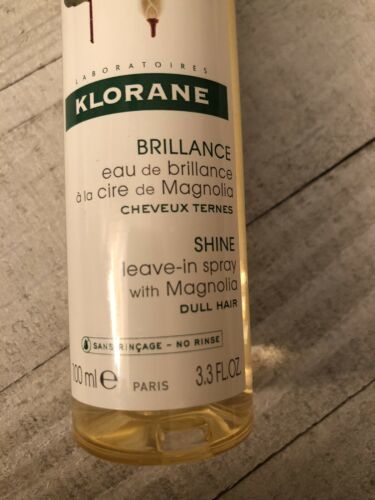 LABORATOIRES
KLORANE
BRILLANCE
eau de brillance
à la cire de Magnolia
CHEVEUX TERNES
SHINE
leave-in spray
with Magnolia
DULL HAIR
SANS RINÇAGE - NO RINSE
100 ml e PARIS 3.3 FL.OZ